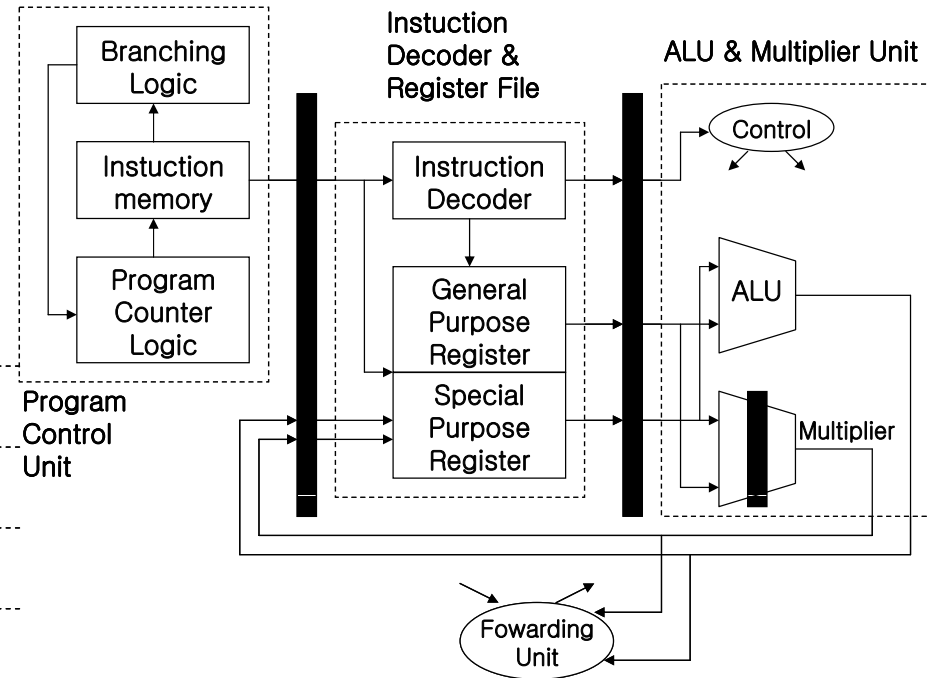 Branching
Logic
Instuction
memory
Program
Counter
Logic
Program
Control
Unit
Instuction
Decoder &
Register File
Instruction
Decoder
General
Purpose
Register
Special
Purpose
Register
ALU & Multiplier Unit
Control
ALU
Multiplier
Fowarding
Unit